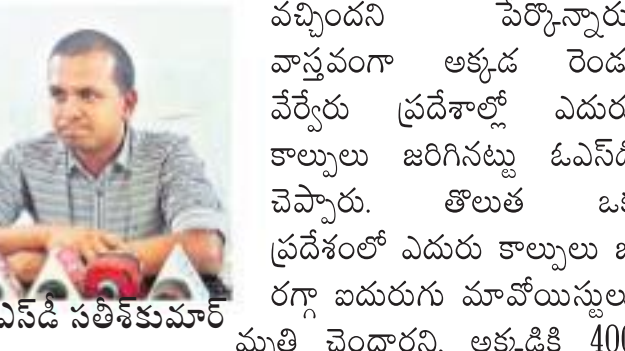 వచ్చిందని పేర్కొన్నారు
వాస్తవంగా అక్కడ రెండ
వేర్వేరు ప్రదేశాల్లో ఎదురు
కాల్పులు జరిగినట్టు ఓఎస్‌డీ
చెప్పారు. తొలుత ఒక
ప్రదేశంలో ఎదురు కాల్పులు జ
రగ్గా ఐదురుగు మావోయిస్టుల
మృతి చెందారని, అక్కడికి 400
ఎస్‌డీ సతీశ్‌కుమార్